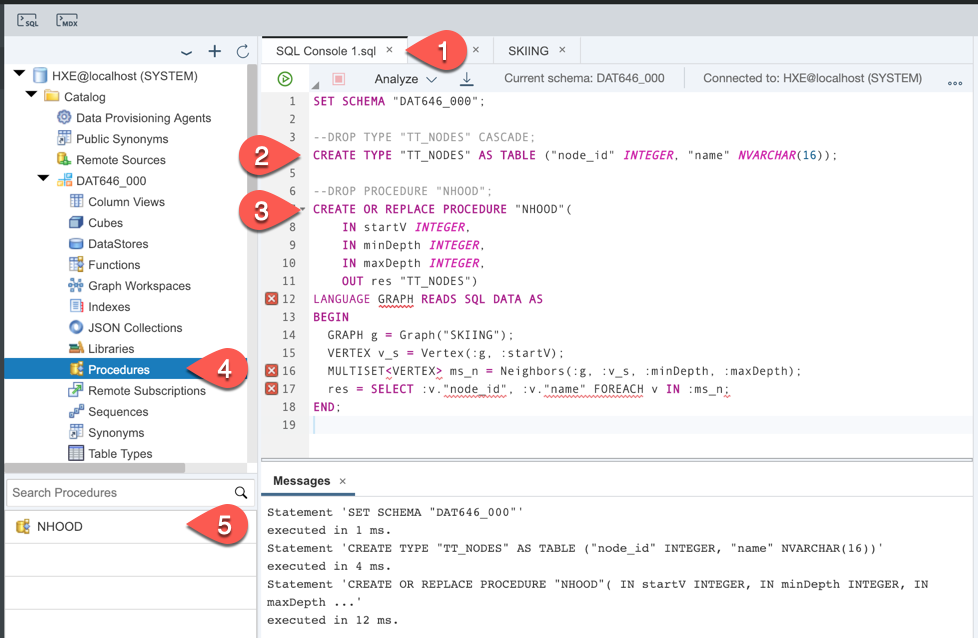 SQL
MDX
HXE@localhost (SYSTEM)
Catalog
Data Provisioning Agents
Public Synonyms
Remote Sources
DAT646_000
Column Views
Cubes
DataStores
Functions
Graph Workspaces
Indexes
JSON Collections
Libraries
Procedures
4
Remote Subscriptions
Sequences
Synonyms
Table Types
Search Procedures
NHOOD
5
SQL Console 1.sql ×
1
×
SKIING ×
Analyze
Current schema: DAT646_000
Connected to: HXE@localhost (SYSTEM)
1 SET SCHEMA "DAT646_000";
2
3 --DROP TYPE "TT_NODES" CASCADE;
2
CREATE TYPE "TT_NODES" AS TABLE ("node_id" INTEGER, "name" NVARCHAR(16));
5
6 --DROP PROCEDURE "NHOOD";
3
CREATE OR REPLACE PROCEDURE "NHOOD"(
8 IN startV INTEGER,
9 IN minDepth INTEGER,
10 IN maxDepth INTEGER,
11 OUT res "TT_NODES")
12 LANGUAGE GRAPH READS SQL DATA AS
13 BEGIN
14 GRAPH g = Graph("SKIING");
15 VERTEX v_s = Vertex(:g, :startV);
16 MULTISET<VERTEX> ms_n = Neighbors(:g, :v_s, :minDepth, :maxDepth);
17 res = SELECT :v."node_id", :v."name" FOREACH v IN :ms_n;
18 END;
19
Messages ×
Statement 'SET SCHEMA "DAT646_000"'
executed in 1 ms.
Statement 'CREATE TYPE "TT_NODES" AS TABLE ("node_id" INTEGER, "name" NVARCHAR(16))'
executed in 4 ms.
Statement 'CREATE OR REPLACE PROCEDURE "NHOOD"( IN startV INTEGER, IN minDepth INTEGER, IN
maxDepth ...'
executed in 12 ms.